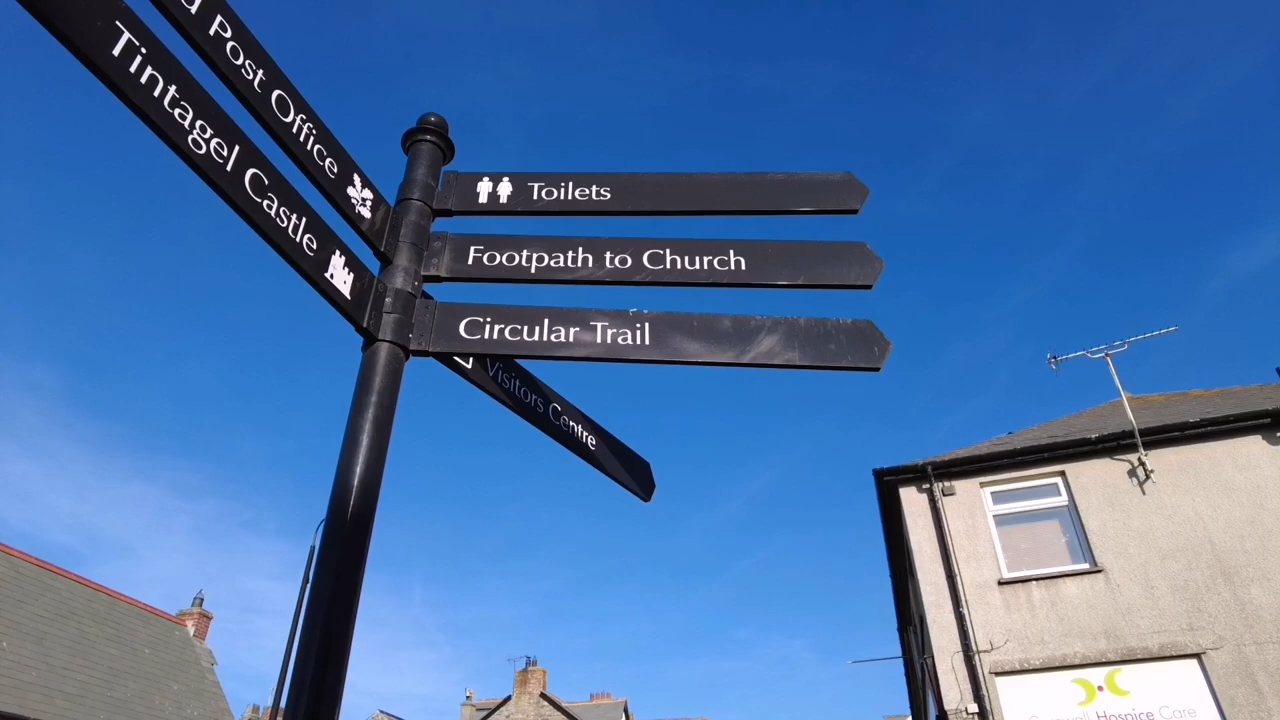 Post Office
Tintagel Castle
Toilets
Footpath to Church
Circular Trail
Visitors Centre
Cornwall Hospice Care